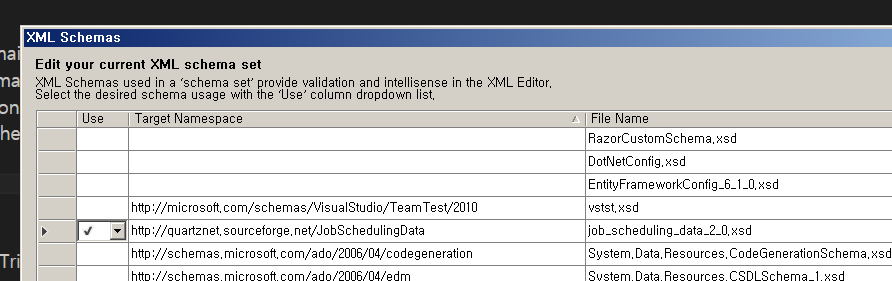 XML Schemas
Edit your current XML schema set
XML Schemas used in a 'schema set' provide validation and intellisense in the XML Editor.
Select the desired schema usage with the 'Use' column dropdown list.
Use Target Namespace File Name
RazorCustomSchema.xsd
DotNetConfig.xsd
EntityFrameworkConfig_6_1_0.xsd
http://microsoft.com/schemas/VisualStudio/TeamTest/2010 vstst.xsd
http://quartznet.sourceforge.net/JobSchedulingData job_scheduling_data_2_0.xsd
http://schemas.microsoft.com/ado/2006/04/codegeneration System.Data.Resources.CodeGenerationSchema.xsd
http://schemas.microsoft.com/ado/2006/04/edm System.Data.Resources.CSDLSchema_1.xsd